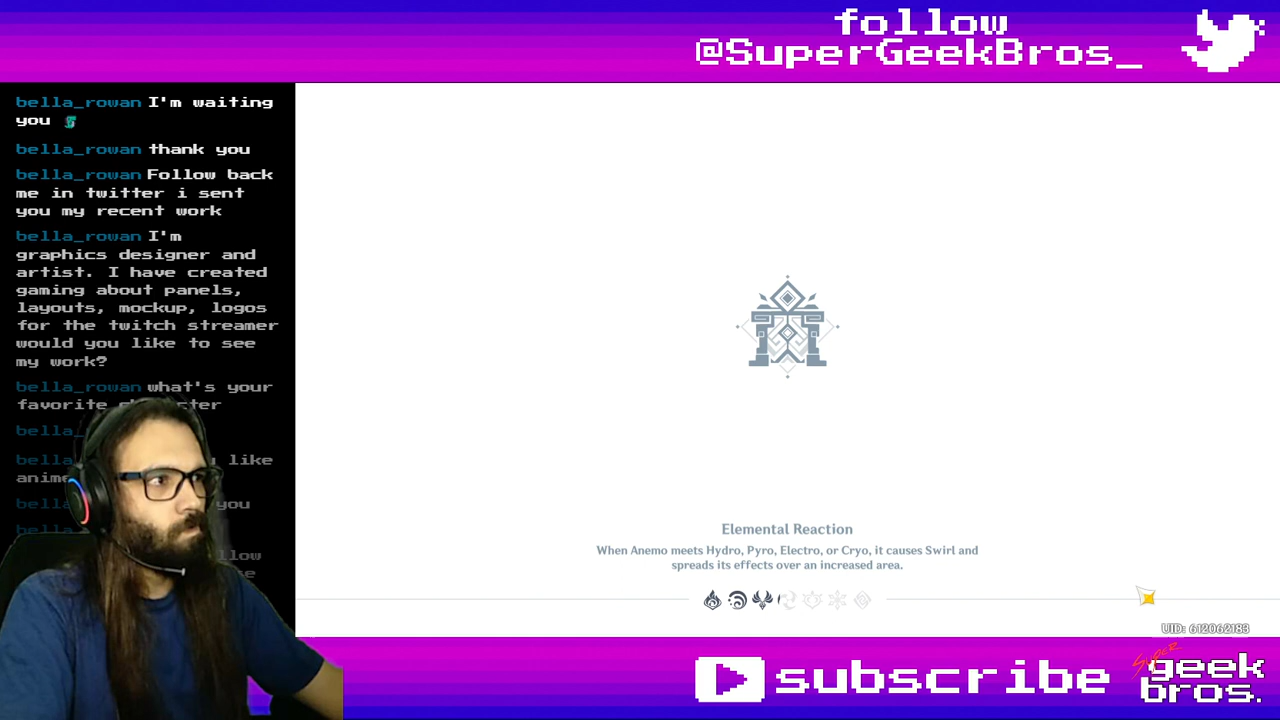 follow
@SuperGeekBros_
bella_rowan I'm waiting
you
bella_rowan thank you
bella_rowan Follow back
me in twitter i sent
you my recent work
bella_rowan I'm
graphics designer and
artist. I have created
gaming about panels,
layouts, mockup, logos
for the twitch streamer
would you like to see
my work?
bella_rowan what's your
favorite
like
you
Elemental Reaction
When Anemo meets Hydro, Pyro, Electro, or Cryo, it causes Swirl and
spreads its effects over an increased area.
UID: 612062183
subscribe
SUPER
geek
bros.